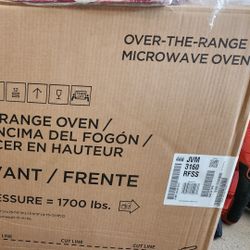 OVER-THE-RANGE
MICROWAVE OVEN
JVM
3160
RFSS
RANGE OVEN /
NCIMA DEL FOGÓN /
CER EN HAUTEUR
VANT / FRENTE
ESSURE = 1700 lbs.
CUT LINE
CUT LINE